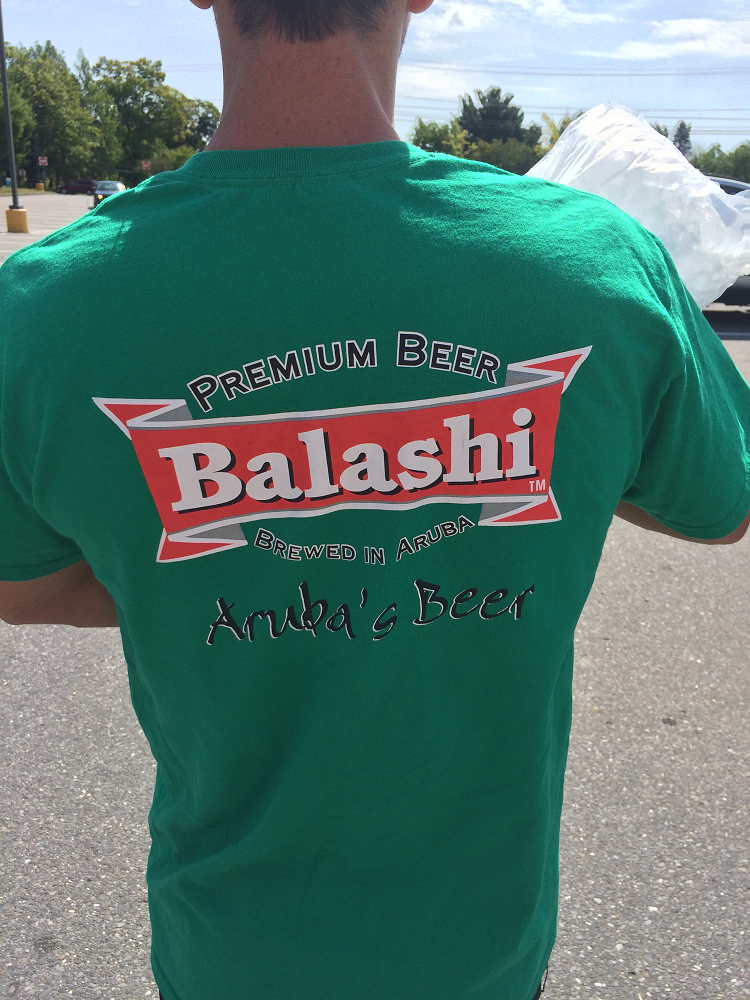 PREMIUM BEER
Balashi
TM
BREWED IN ARUBA
Aruba's Beer